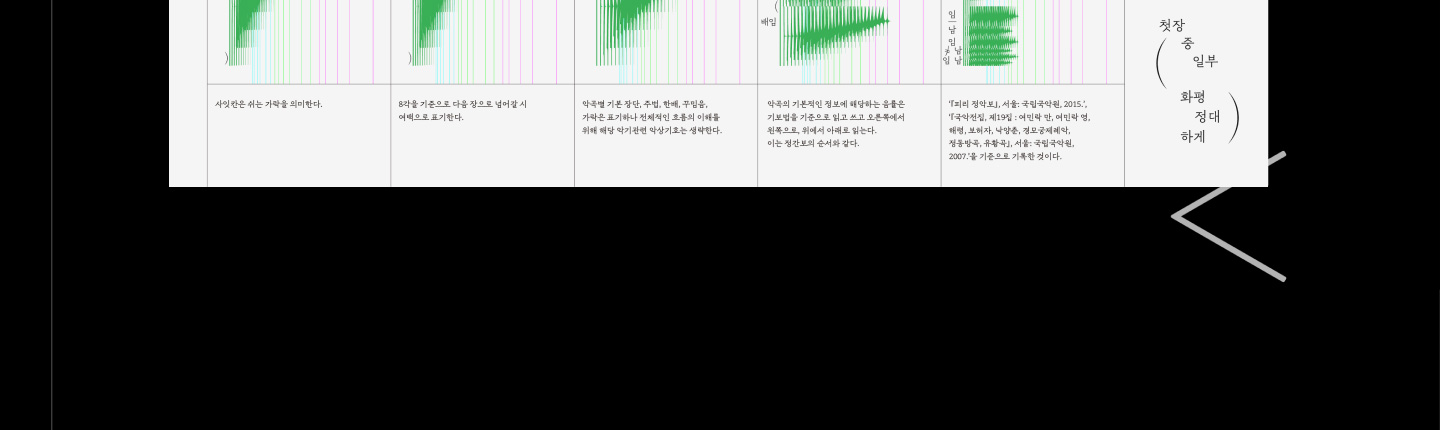 배임
임
남
임
남
임
남
남
첫장
중
일부
화평
정대
하게
사잇칸은 쉬는 가락을 의미한다.
8각을 기준으로 다음 장으로 넘어갈 시
여백으로 표기한다.
악곡별 기본 장단, 주법, 한배, 꾸밈음,
가락은 표기하나 전체적인 흐름의 이해를
위해 해당 악기관련 악상기호는 생략한다.
악곡의 기본적인 정보에 해당하는 음률은
기보법을 기준으로 읽고 쓰고 오른쪽에서
왼쪽으로, 위에서 아래로 읽는다.
이는 정간보의 순서와 같다.
‘『피리 정악보』, 서울: 국립국악원, 2015.’,
‘『국악전집, 제19집 : 여민락 만, 여민락 영,
해령, 보허자, 낙양춘, 경모궁제례악,
정동방곡, 유황곡』, 서울: 국립국악원,
2007.’을 기준으로 기록한 것이다.